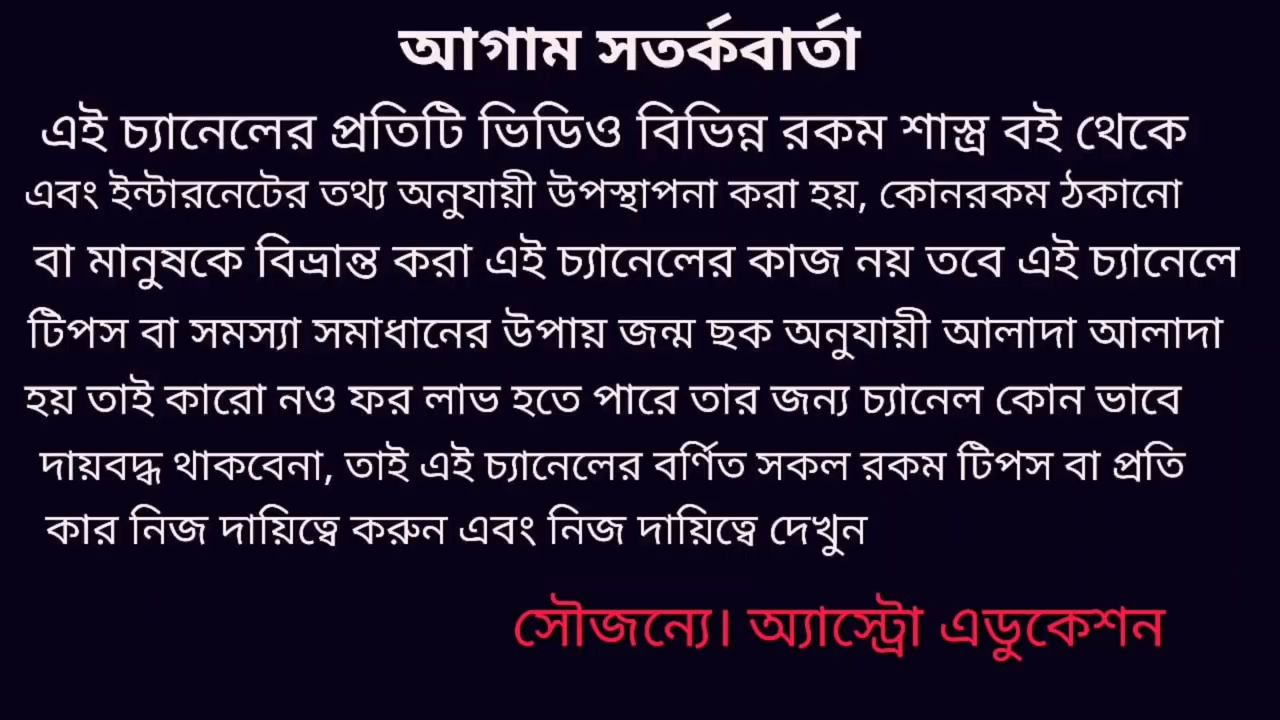 আগাম সতর্কবার্তা
এই চ্যানেলের প্রতিটি ভিডিও বিভিন্ন রকম শাস্ত্র বই থেকে
এবং ইন্টারনেটের তথ্য অনুযায়ী উপস্থাপনা করা হয়, কোনরকম ঠকানো
বা মানুষকে বিভ্রান্ত করা এই চ্যানেলের কাজ নয় তবে এই চ্যানেলে
টিপস বা সমস্যা সমাধানের উপায় জন্ম ছক অনুযায়ী আলাদা আলাদা
হয় তাই কারো নও ফর লাভ হতে পারে তার জন্য চ্যানেল কোন ভাবে
দায়বদ্ধ থাকবেনা, তাই এই চ্যানেলের বর্ণিত সকল রকম টিপস বা প্রতি
কার নিজ দায়িত্বে করুন এবং নিজ দায়িত্বে দেখুন
সৌজন্যে। অ্যাস্ট্রো এডুকেশন